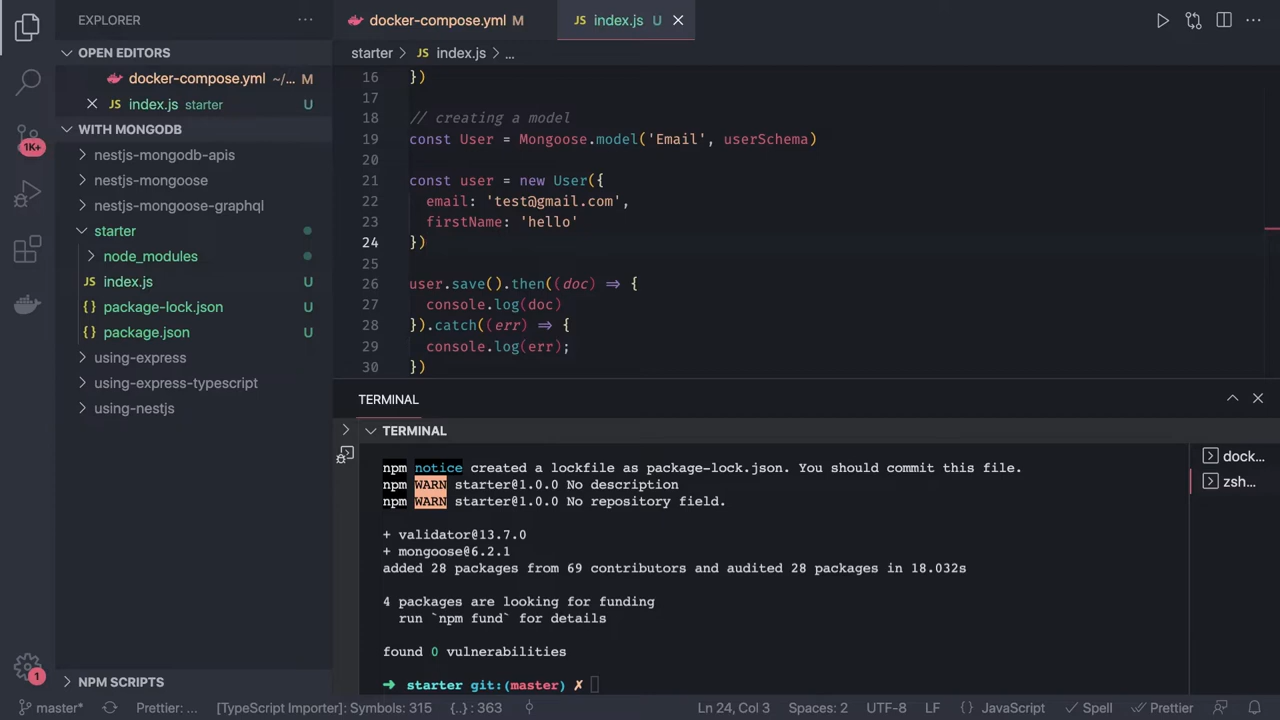 EXPLORER
docker-compose.yml M
JS index.js U
OPEN EDITORS
docker-compose.yml ~/... M
JS index.js starter U
WITH MONGODB
1K+
nestjs-mongodb-apis
nestjs-mongoose
nestjs-mongoose-graphql
starter
node_modules
JS index.js U
{} package-lock.json U
{} package.json U
using-express
using-express-typescript
using-nestjs
NPM SCRIPTS
1
starter > JS index.js > ...
16 })
17
18 // creating a model
19 const User = Mongoose.model('Email', userSchema)
20
21 const user = new User({
22 email: 'test@gmail.com',
23 firstName: 'hello'
24 })
25
26 user.save().then((doc) => {
27 console.log(doc)
28 }).catch((err) => {
29 console.log(err);
30 })
TERMINAL
TERMINAL
npm notice created a lockfile as package-lock.json. You should commit this file.
npm WARN starter@1.0.0 No description
npm WARN starter@1.0.0 No repository field.
+ validator@13.7.0
+ mongoose@6.2.1
added 28 packages from 69 contributors and audited 28 packages in 18.032s
4 packages are looking for funding
run `npm fund` for details
found 0 vulnerabilities
➜ starter git:(master) ✗
dock...
zsh...
master* Prettier: ... [TypeScript Importer]: Symbols: 315 {..} : 363 Ln 24, Col 3 Spaces: 2 UTF-8 LF {} JavaScript Spell Prettier